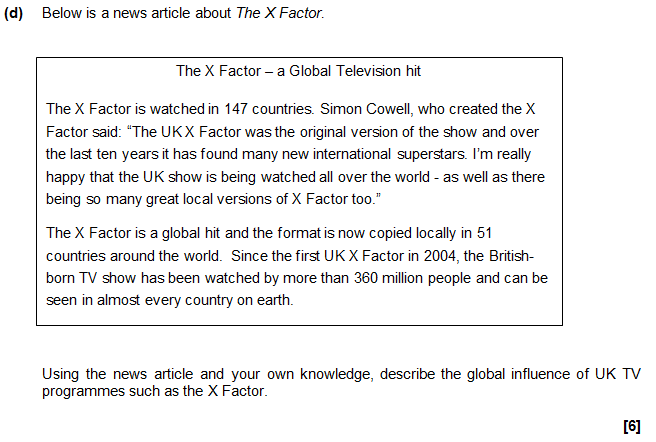 (d) Below is a news article about The X Factor.
The X Factor – a Global Television hit
The X Factor is watched in 147 countries. Simon Cowell, who created the X
Factor said: “The UK X Factor was the original version of the show and over
the last ten years it has found many new international superstars. I’m really
happy that the UK show is being watched all over the world - as well as there
being so many great local versions of X Factor too.”
The X Factor is a global hit and the format is now copied locally in 51
countries around the world. Since the first UK X Factor in 2004, the British-
born TV show has been watched by more than 360 million people and can be
seen in almost every country on earth.
Using the news article and your own knowledge, describe the global influence of UK TV
programmes such as the X Factor.
[6]